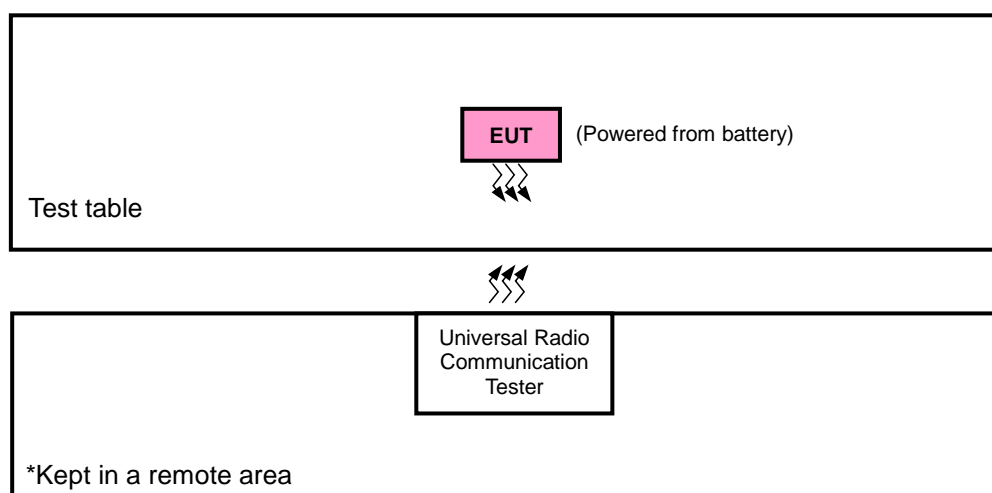 EUT
(Powered from battery)
Test table
Universal Radio
Communication
Tester
*Kept in a remote area